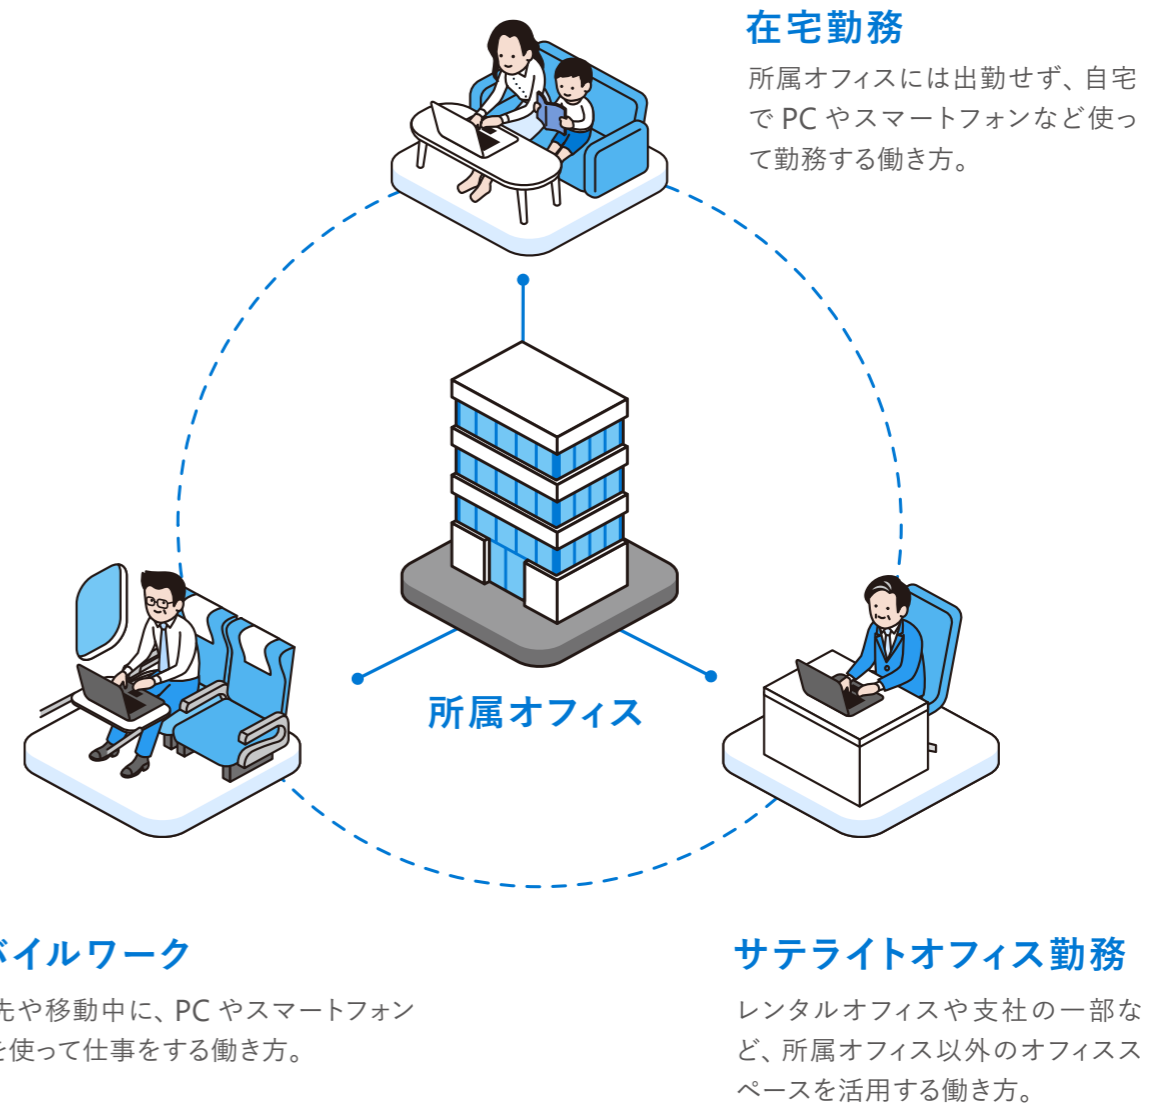 在宅勤務
所属オフィスには出勤せず、自宅
で PC やスマートフォンなど使っ
て勤務する働き方。
所属オフィス
バイルワーク
先や移動中に、PC やスマートフォン
を使って仕事をする働き方。
サテライトオフィス勤務
レンタルオフィスや支社の一部な
ど、所属オフィス以外のオフィスス
ペースを活用する働き方。